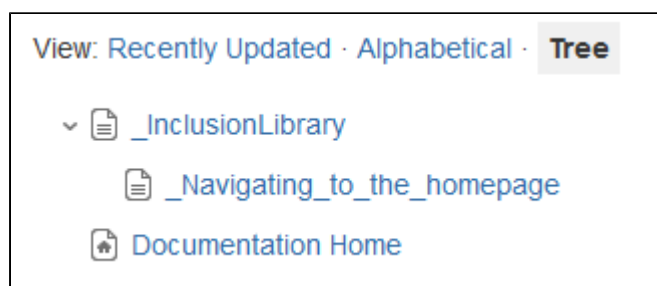 View: Recently Updated · Alphabetical · Tree
_InclusionLibrary
_Navigating_to_the_homepage
Documentation Home